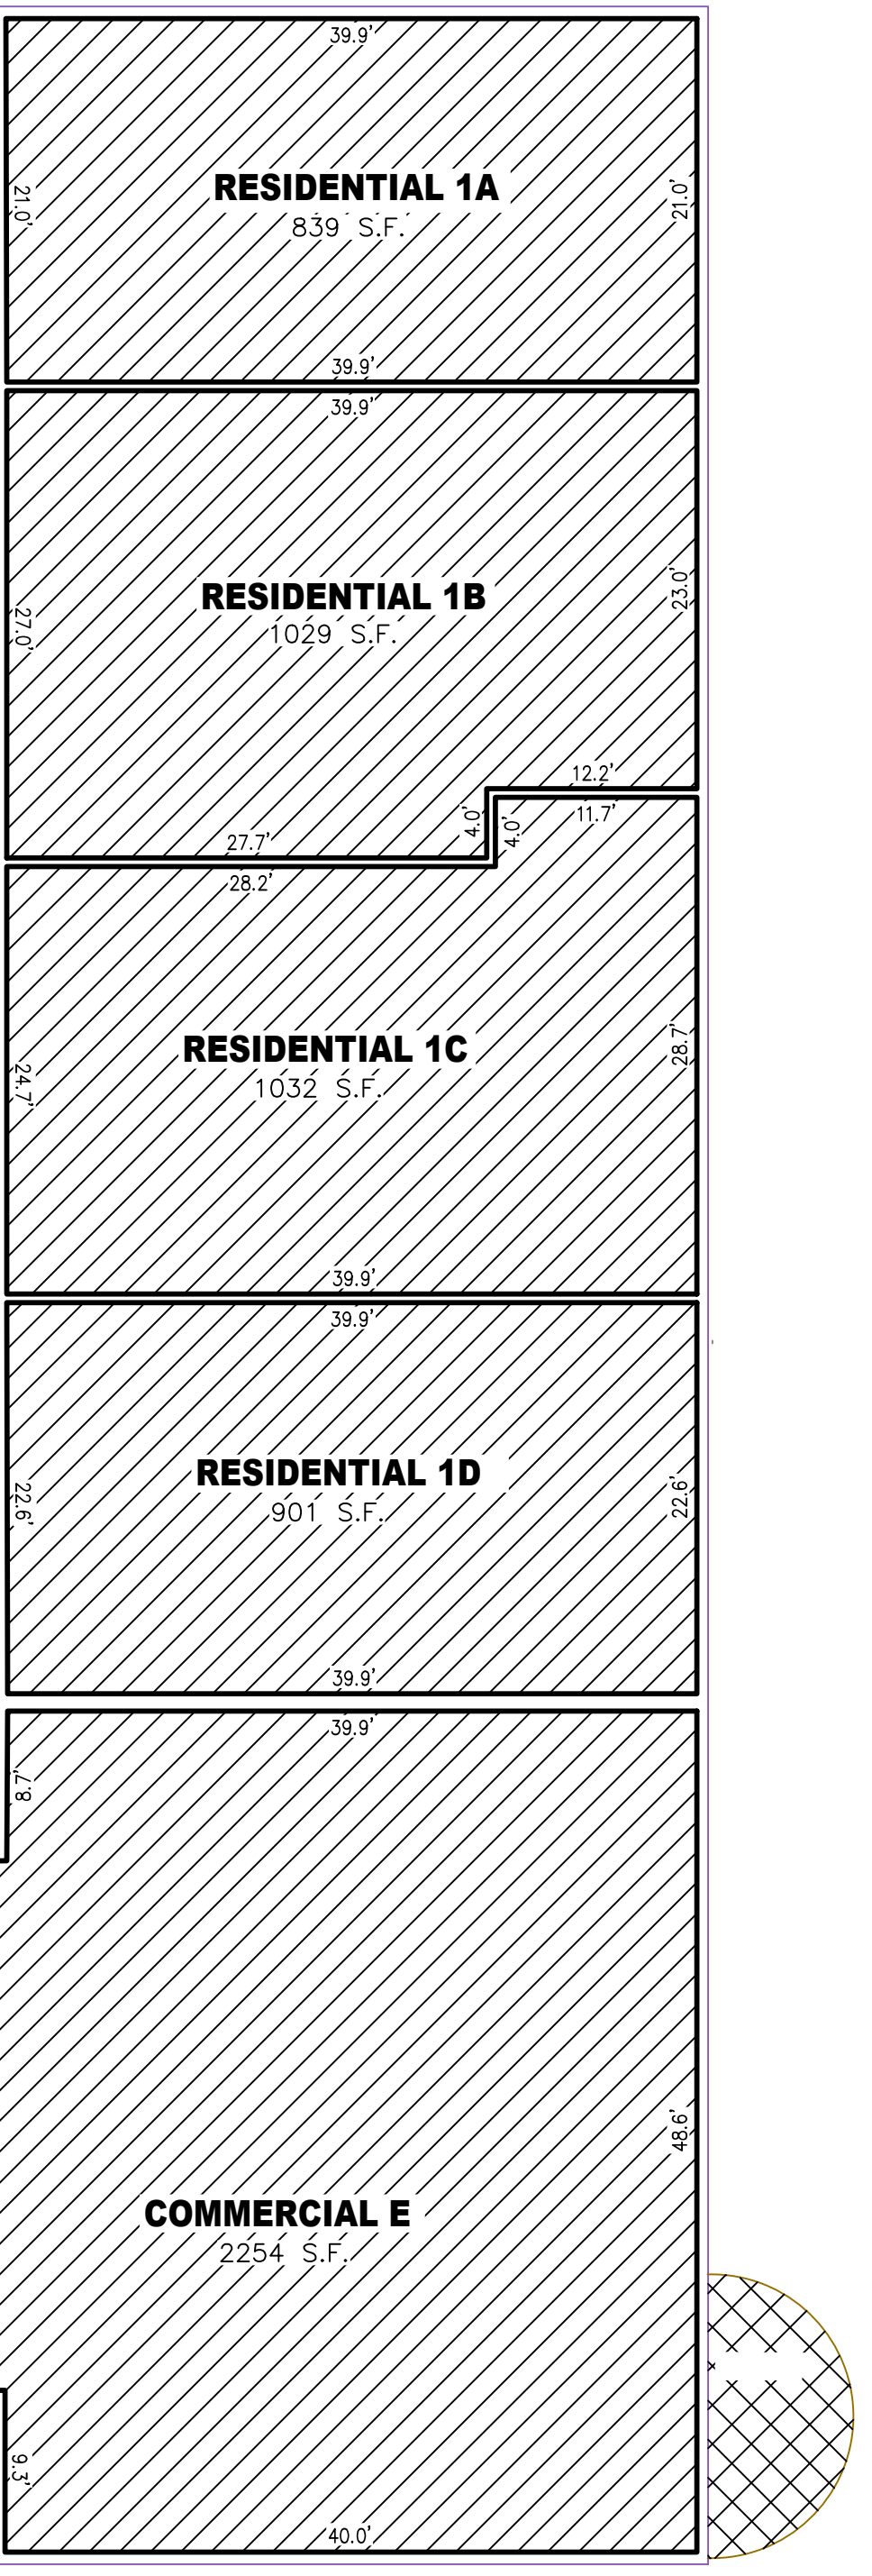 39.9'
RESIDENTIAL 1A
839 S.F.
21.0'
21.0'
39.9'
39.9'
RESIDENTIAL 1B
1029 S.F.
27.0'
23.0'
12.2'
4.0'
27.7'
11.7'
4.0'
28.2'
RESIDENTIAL 1C
1032 S.F.
24.7'
28.7'
39.9'
39.9'
RESIDENTIAL 1D
901 S.F.
22.6'
22.6'
39.9'
39.9'
8.7'
48.6'
COMMERCIAL E
2254 S.F.
9.3'
40.0'